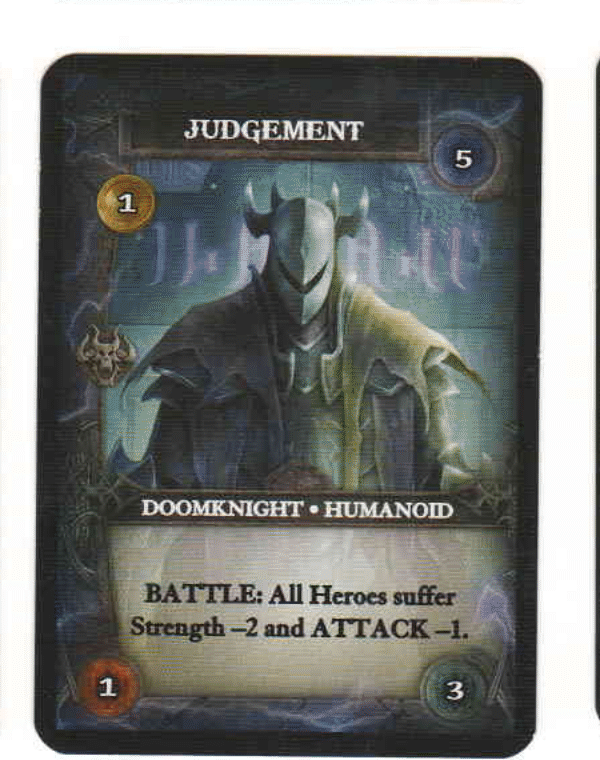 JUDGEMENT
5
1
DOOMKNIGHT • HUMANOID
BATTLE: All Heroes suffer
Strength –2 and ATTACK –1.
1
3